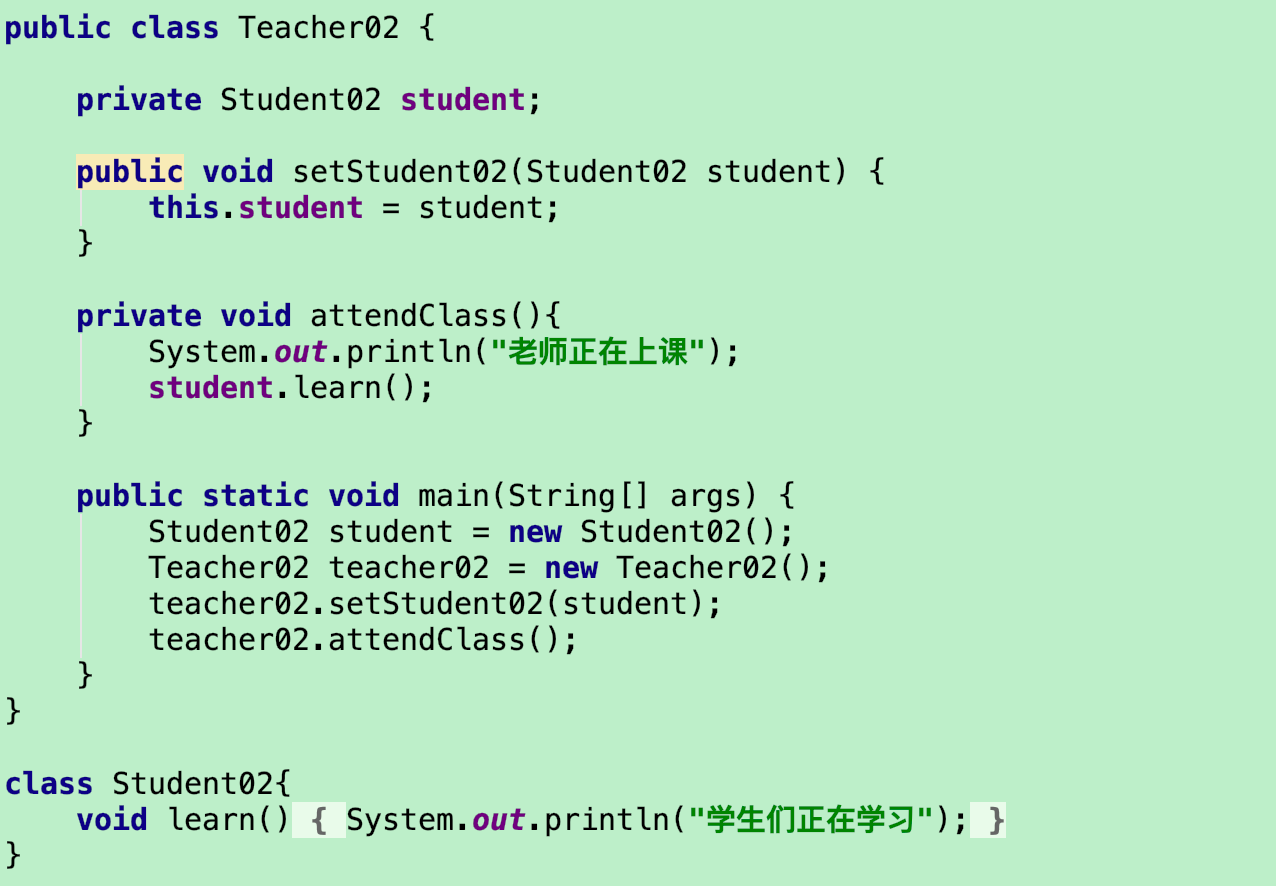 public class Teacher02 {
private Student02 student;
public void setStudent02(Student02 student) {
this.student = student;
}
private void attendClass(){
System.out.println("老师正在上课");
student.learn();
}
public static void main(String[] args) {
Student02 student = new Student02();
Teacher02 teacher02 = new Teacher02();
teacher02.setStudent02(student);
teacher02.attendClass();
}
}
class Student02{
void learn() { System.out.println("学生们正在学习"); }
}